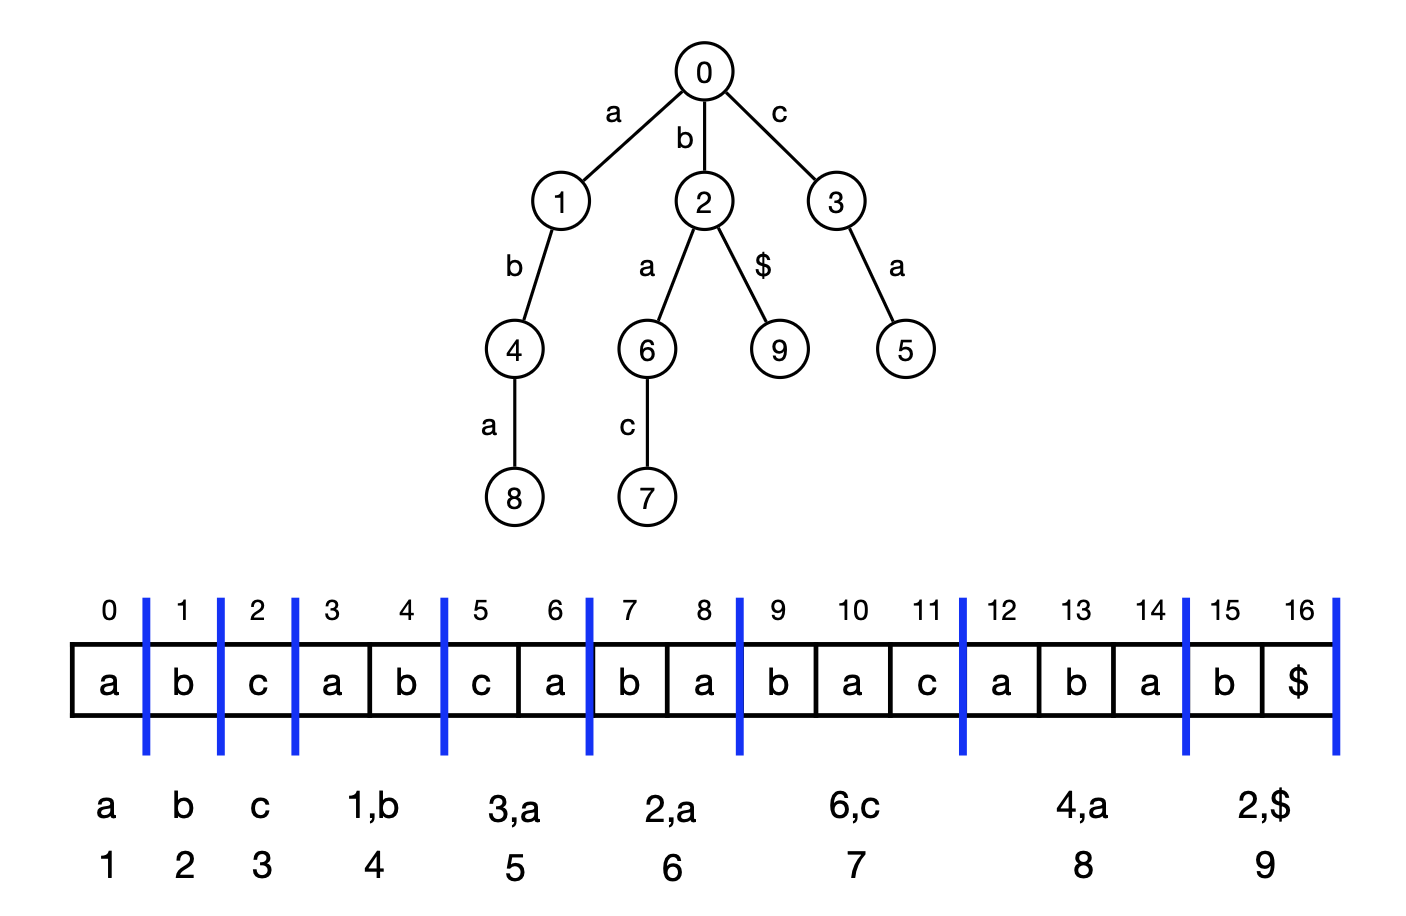 0
a b c
1 2 3
b a $ a
4 6 9 5
a c
8 7
0 1 2 3 4 5 6 7 8 9 10 11 12 13 14 15 16
a b c a b c a b a b a c a b a b $
a b c 1,b 3,a 2,a 6,c 4,a 2,$
1 2 3 4 5 6 7 8 9